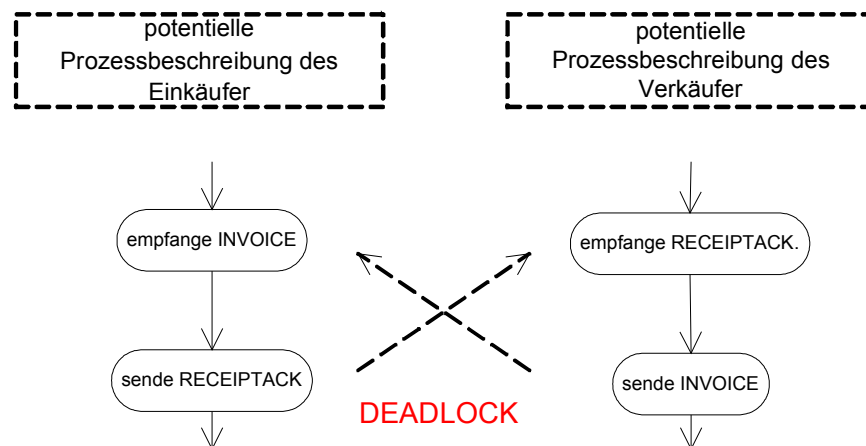 potentielle
Prozessbeschreibung des
Einkäufer
potentielle
Prozessbeschreibung des
Verkäufer
empfange INVOICE
empfange RECEIPTACK.
sende RECEIPTACK
sende INVOICE
DEADLOCK